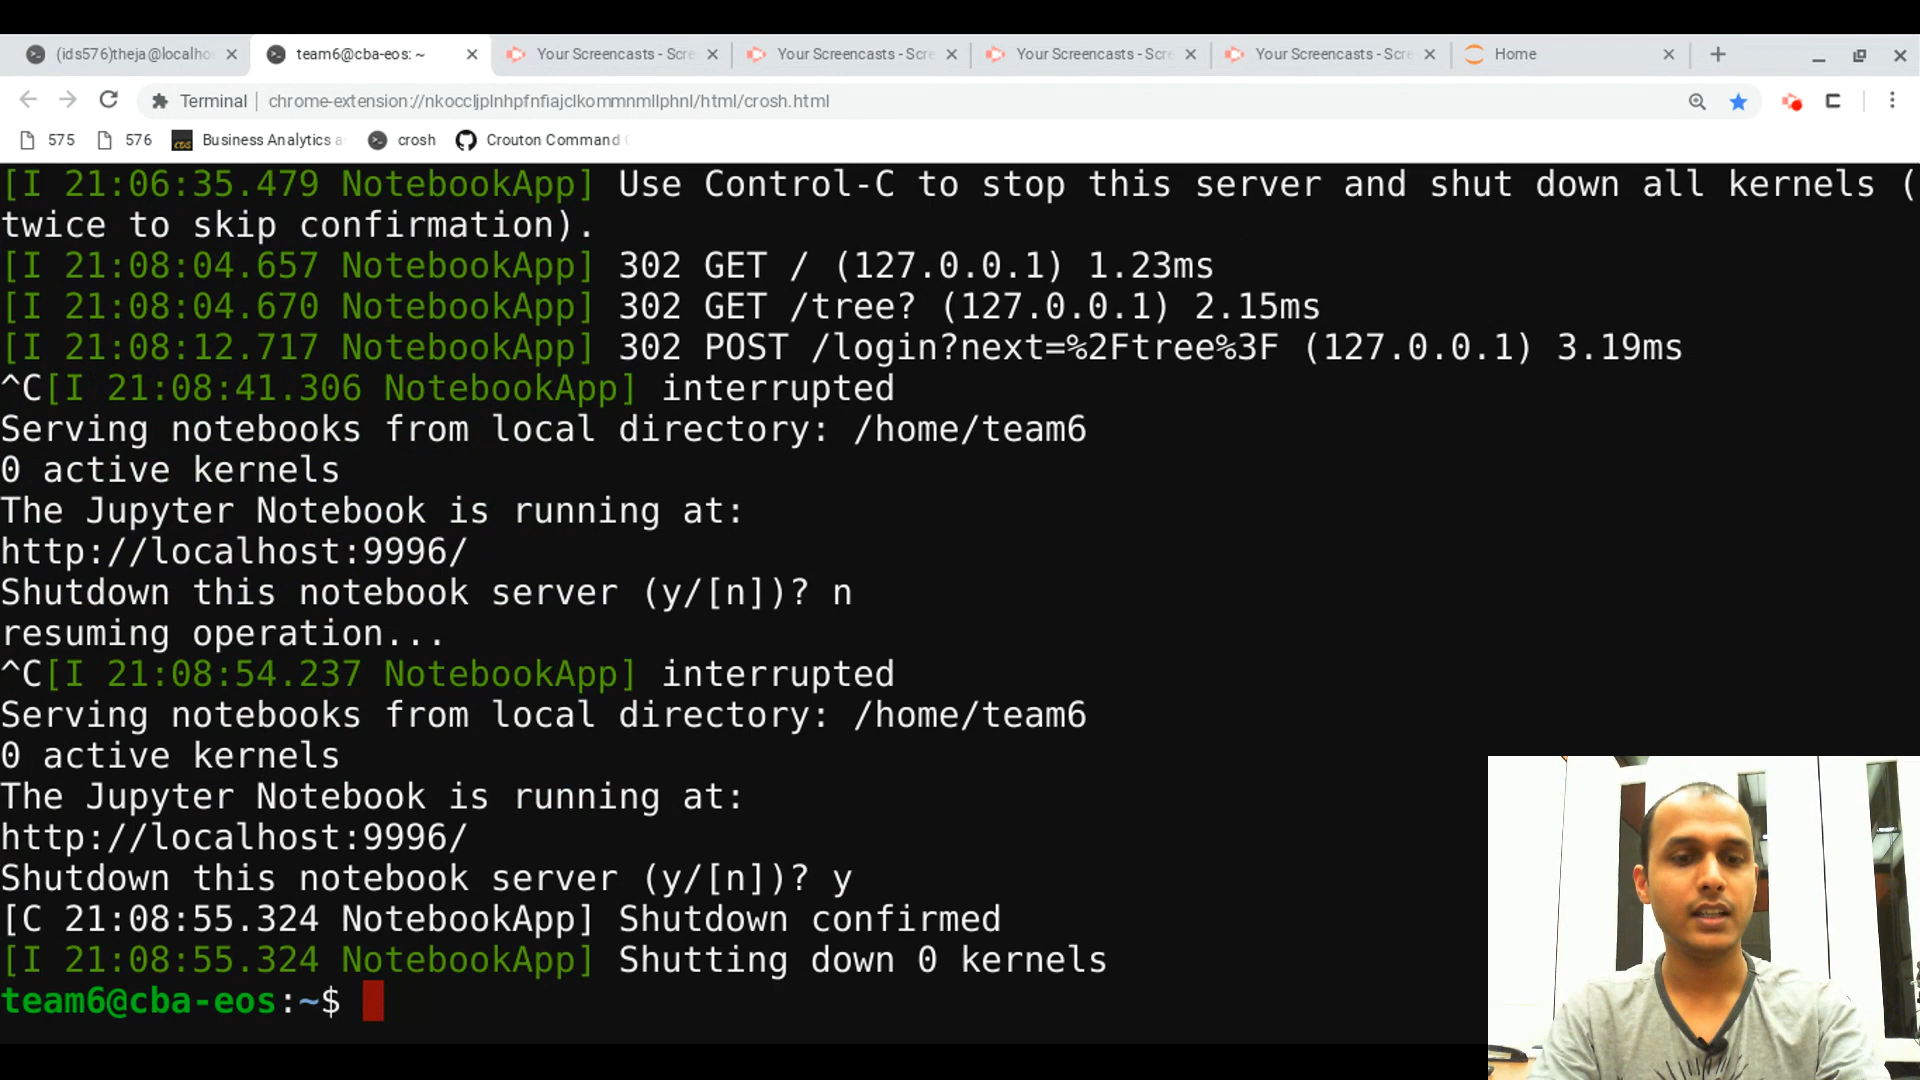 (ids576)theja@localho
team6@cba-eos: ~
Your Screencasts - Scre
Your Screencasts - Scre
Your Screencasts - Scre
Your Screencasts - Scre
Home
Terminal | chrome-extension://nkoccljplnhpfnfiajclkommnmllphnl/html/crosh.html
575
576
Business Analytics a
crosh
Crouton Command
[I 21:06:35.479 NotebookApp] Use Control-C to stop this server and shut down all kernels (
twice to skip confirmation).
[I 21:08:04.657 NotebookApp] 302 GET / (127.0.0.1) 1.23ms
[I 21:08:04.670 NotebookApp] 302 GET /tree? (127.0.0.1) 2.15ms
[I 21:08:12.717 NotebookApp] 302 POST /login?next=%2Ftree%3F (127.0.0.1) 3.19ms
^C[I 21:08:41.306 NotebookApp] interrupted
Serving notebooks from local directory: /home/team6
0 active kernels
The Jupyter Notebook is running at:
http://localhost:9996/
Shutdown this notebook server (y/[n])? n
resuming operation...
^C[I 21:08:54.237 NotebookApp] interrupted
Serving notebooks from local directory: /home/team6
0 active kernels
The Jupyter Notebook is running at:
http://localhost:9996/
Shutdown this notebook server (y/[n])? y
[C 21:08:55.324 NotebookApp] Shutdown confirmed
[I 21:08:55.324 NotebookApp] Shutting down 0 kernels
team6@cba-eos:~$